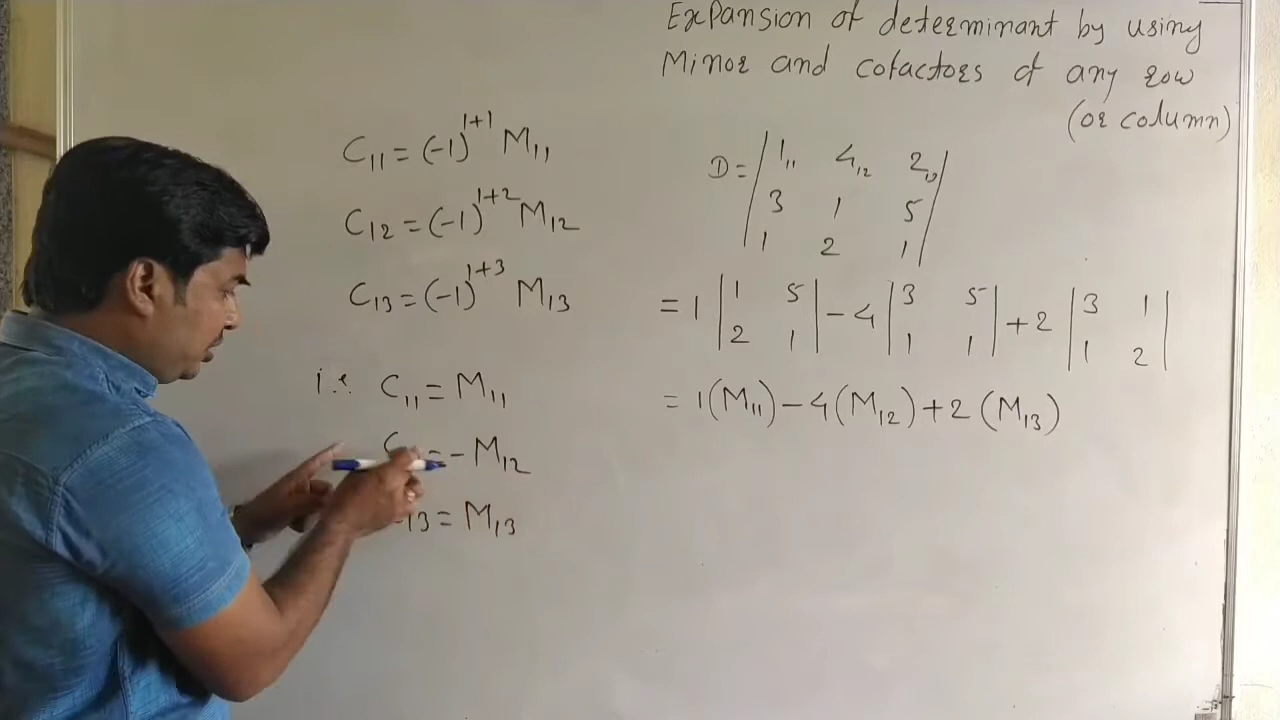 Expansion of determinant by using
Minor and cofactors of any row
(or column)
C₁₁ = (-1)¹⁺¹ M₁₁
C₁₂ = (-1)¹⁺² M₁₂
C₁₃ = (-1)¹⁺³ M₁₃
i.e C₁₁ = M₁₁
C = - M₁₂
₁₃ = M₁₃
D = | 1₁₁ 4₁₂ 2₁₃ |
| 3 1 5 |
| 1 2 1 |
= 1 | 1 5 | - 4 | 3 5 | + 2 | 3 1 |
| 2 1 | | 1 1 | | 1 2 |
= 1(M₁₁) - 4(M₁₂) + 2(M₁₃)